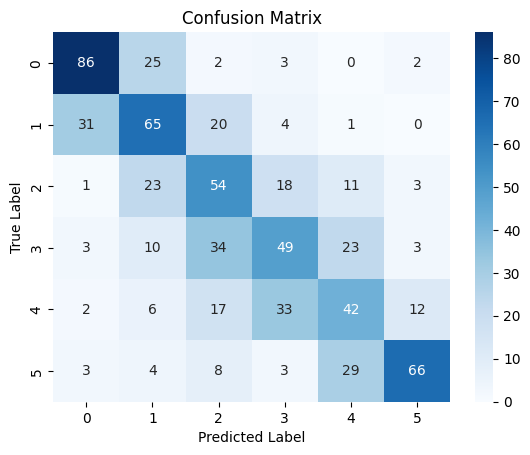 Confusion Matrix
0 86 25 2 3 0 2
1 31 65 20 4 1 0
2 1 23 54 18 11 3
3 3 10 34 49 23 3
4 2 6 17 33 42 12
5 3 4 8 3 29 66
0 1 2 3 4 5
True Label
Predicted Label
80
70
60
50
40
30
20
10
0